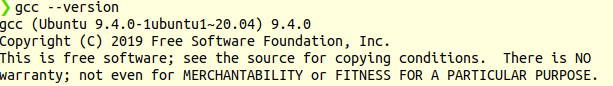 ❯ gcc --version
gcc (Ubuntu 9.4.0-1ubuntu1~20.04) 9.4.0
Copyright (C) 2019 Free Software Foundation, Inc.
This is free software; see the source for copying conditions.  There is NO
warranty; not even for MERCHANTABILITY or FITNESS FOR A PARTICULAR PURPOSE.